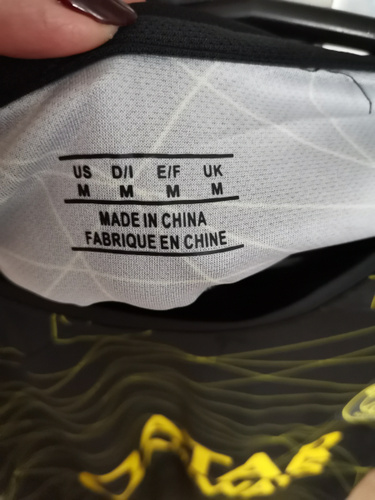 US D/I E/F UK
M M M M
MADE IN CHINA
FABRIQUE EN CHINE